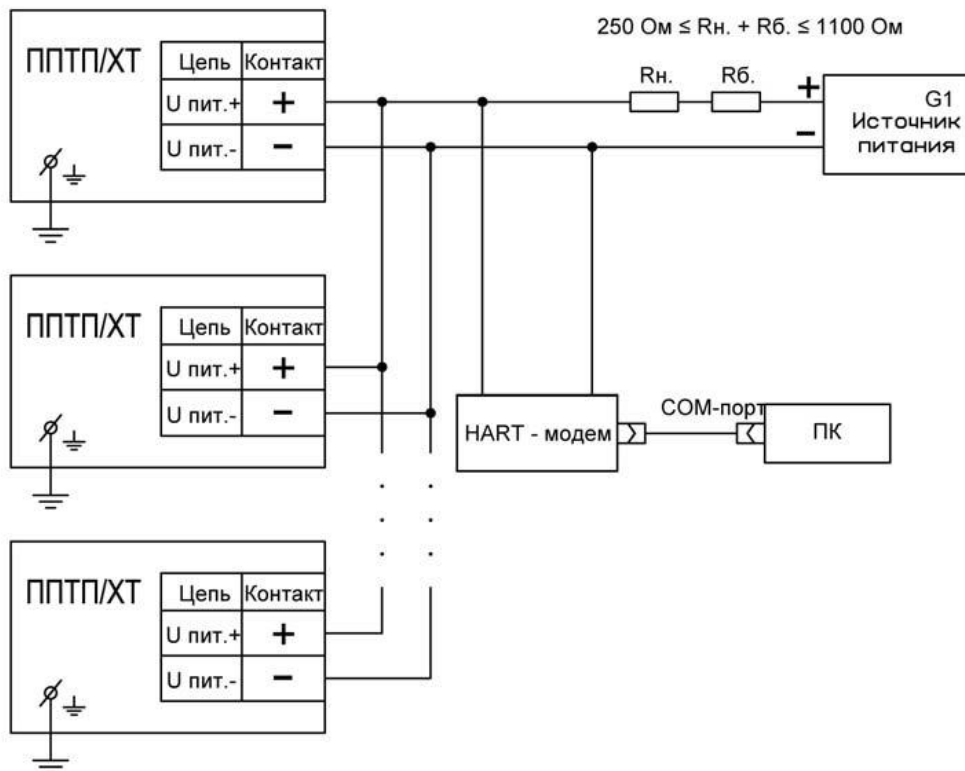 250 Ом ≤ Rн. + Rб. ≤ 1100 Ом
ППТП/ХТ
Цепь Контакт
U пит.+ +
U пит.- −
Rн. Rб.
+
−
G1
Источник
питания
ППТП/ХТ
Цепь Контакт
U пит.+ +
U пит.- −
HART - модем
COM-порт
ПК
ППТП/ХТ
Цепь Контакт
U пит.+ +
U пит.- −